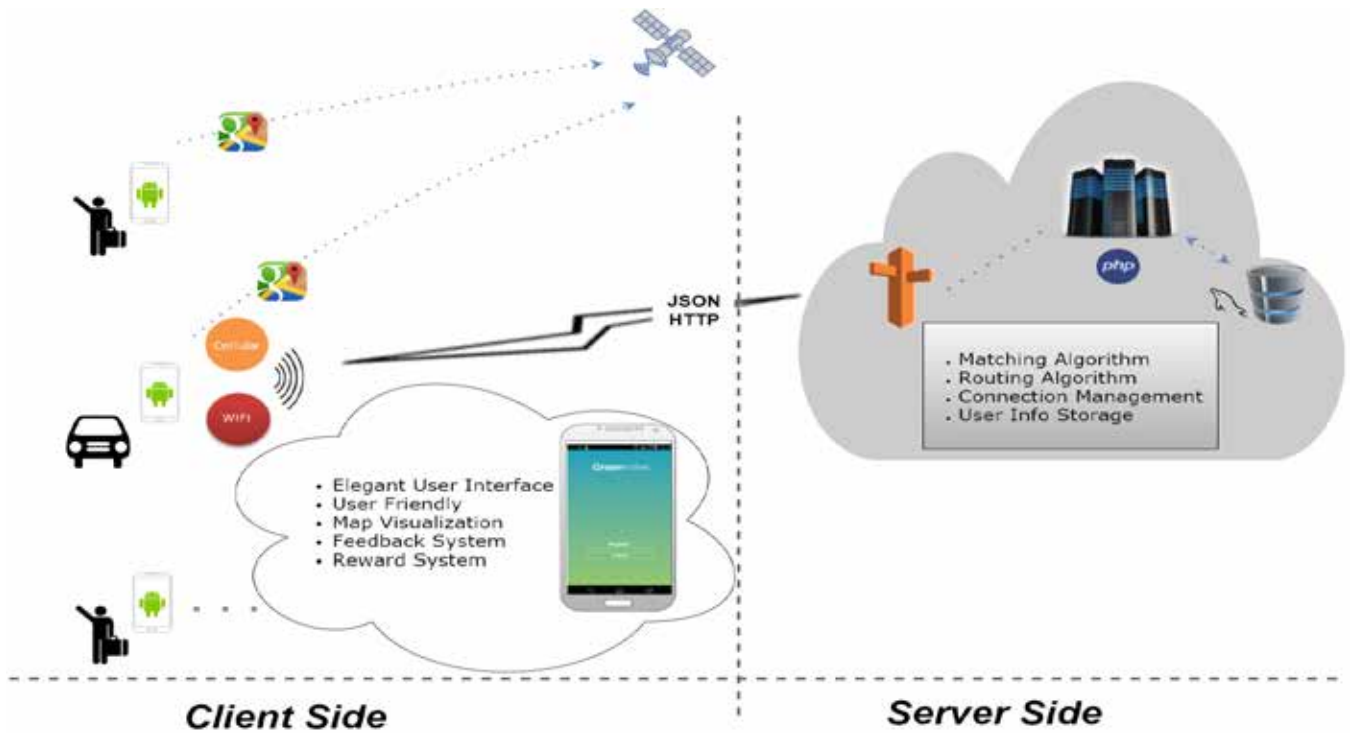 JSON
HTTP
php
Cellular
WIFI
• Matching Algorithm
• Routing Algorithm
• Connection Management
• User Info Storage
• Elegant User Interface
• User Friendly
• Map Visualization
• Feedback System
• Reward System
Client Side
Server Side